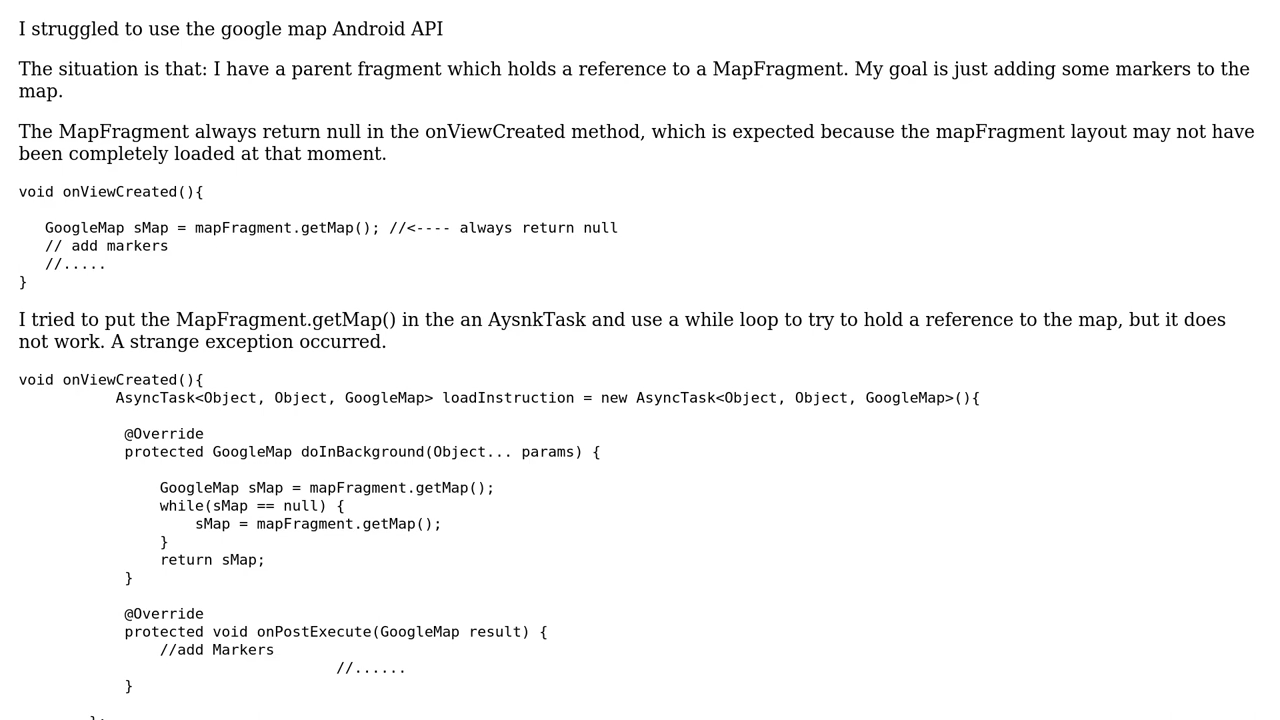 I struggled to use the google map Android API
The situation is that: I have a parent fragment which holds a reference to a MapFragment. My goal is just adding some markers to the
map.
The MapFragment always return null in the onViewCreated method, which is expected because the mapFragment layout may not have
been completely loaded at that moment.
void onViewCreated(){
   GoogleMap sMap = mapFragment.getMap(); //<---- always return null
   // add markers
   //.....
}
I tried to put the MapFragment.getMap() in the an AysnkTask and use a while loop to try to hold a reference to the map, but it does
not work. A strange exception occurred.
void onViewCreated(){
           AsyncTask<Object, Object, GoogleMap> loadInstruction = new AsyncTask<Object, Object, GoogleMap>(){
            @Override
            protected GoogleMap doInBackground(Object... params) {
                GoogleMap sMap = mapFragment.getMap();
                while(sMap == null) {
                    sMap = mapFragment.getMap();
                }
                return sMap;
            }
            @Override
            protected void onPostExecute(GoogleMap result) {
                //add Markers
                                    //......
            }
        };